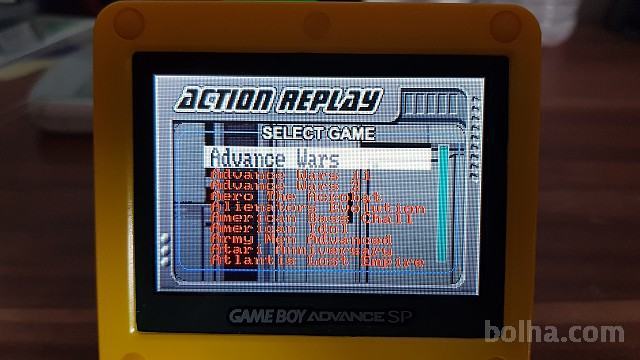 ACTION REPLAY
SELECT GAME
Advance Wars
Advance Wars 11
Advance Wars 2
Aero The Acrobat
Alienators Evolution
American Bass Chall
American Idol
Army Men Advanced
Atari Anniversary
Atlantis Lost Empire
GAME BOY ADVANCE SP
bolha.com